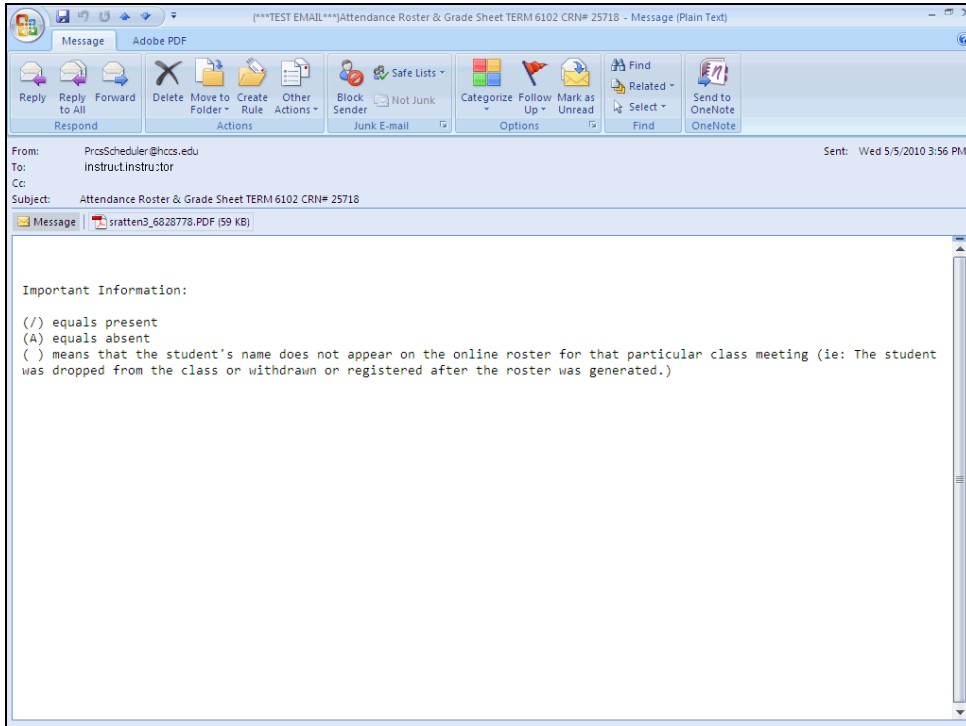 (***TEST EMAIL***)Attendance Roster & Grade Sheet TERM 6102 CRN# 25718 - Message (Plain Text)
Message Adobe PDF
Reply Reply to All Forward Delete Move to Folder Create Rule Other Actions Block Sender Safe Lists Not Junk Categorize Follow Up Mark as Unread Find Related Select Send to OneNote
Respond Actions Junk E-mail Options Find OneNote
From: PrcsScheduler@hccs.edu Sent: Wed 5/5/2010 3:56 PM
To: instruct.instructor
Cc:
Subject: Attendance Roster & Grade Sheet TERM 6102 CRN# 25718
Message sratten3_6828778.PDF (59 KB)
Important Information:
(/) equals present
(A) equals absent
( ) means that the student's name does not appear on the online roster for that particular class meeting (ie: The student
was dropped from the class or withdrawn or registered after the roster was generated.)